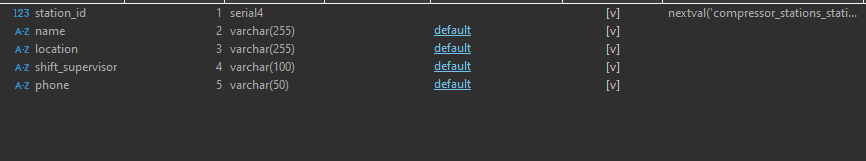 123 station_id 1 serial4 [v] nextval('compressor_stations_stati...
A-Z name 2 varchar(255) default [v]
A-Z location 3 varchar(255) default [v]
A-Z shift_supervisor 4 varchar(100) default [v]
A-Z phone 5 varchar(50) default [v]